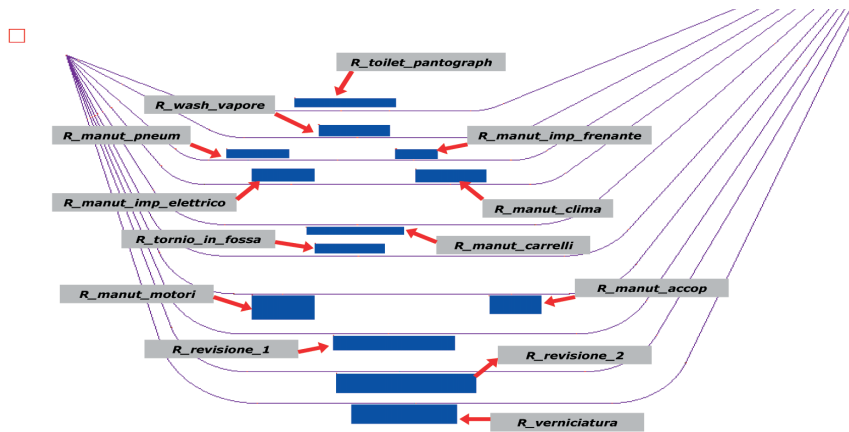 R_toilet_pantograph
R_wash_vapore
R_manut_pneum
R_manut_imp_frenante
R_manut_imp_elettrico
R_manut_clima
R_tornio_in_fossa
R_manut_carrelli
R_manut_motori
R_manut_accop
R_revisione_1
R_revisione_2
R_verniciatura